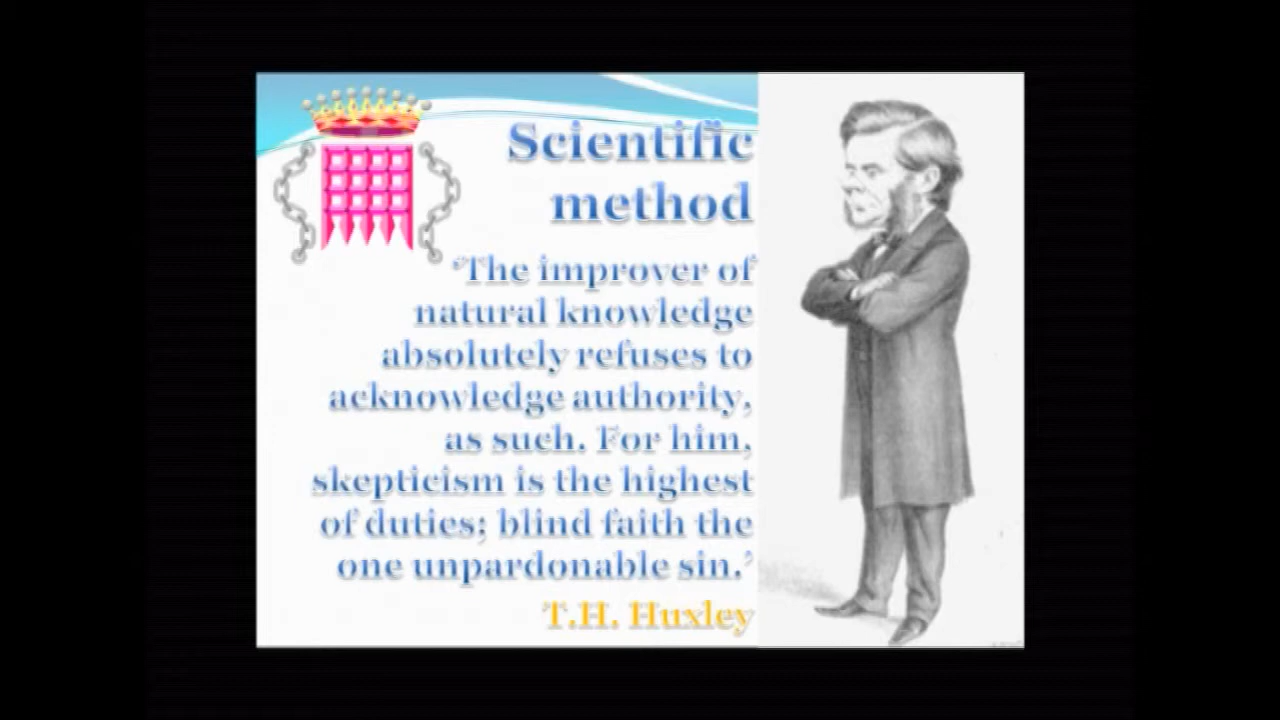 Scientific
method
‘The improver of
natural knowledge
absolutely refuses to
acknowledge authority,
as such. For him,
skepticism is the highest
of duties; blind faith the
one unpardonable sin.’
T.H. Huxley